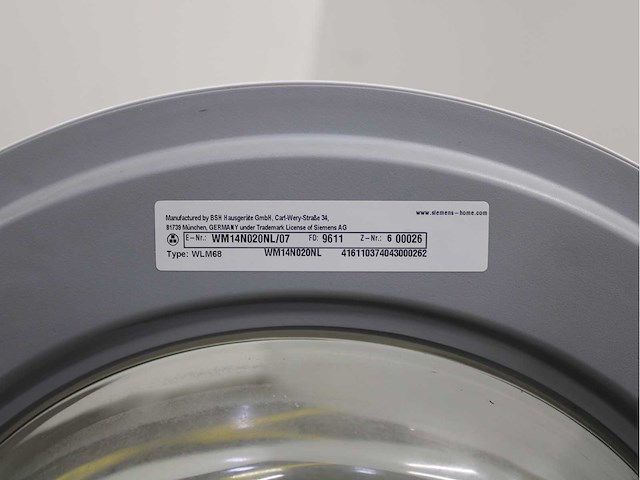 Manufactured by BSH Hausgeräte GmbH, Carl-Wery-Straße 34, www.siemens-home.com
81739 München, GERMANY under Trademark License of Siemens AG
E-Nr.: WM14N020NL/07 FD: 9611 Z-Nr.: 6 00026
Type: WLM68 WM14N020NL 416110374043000262